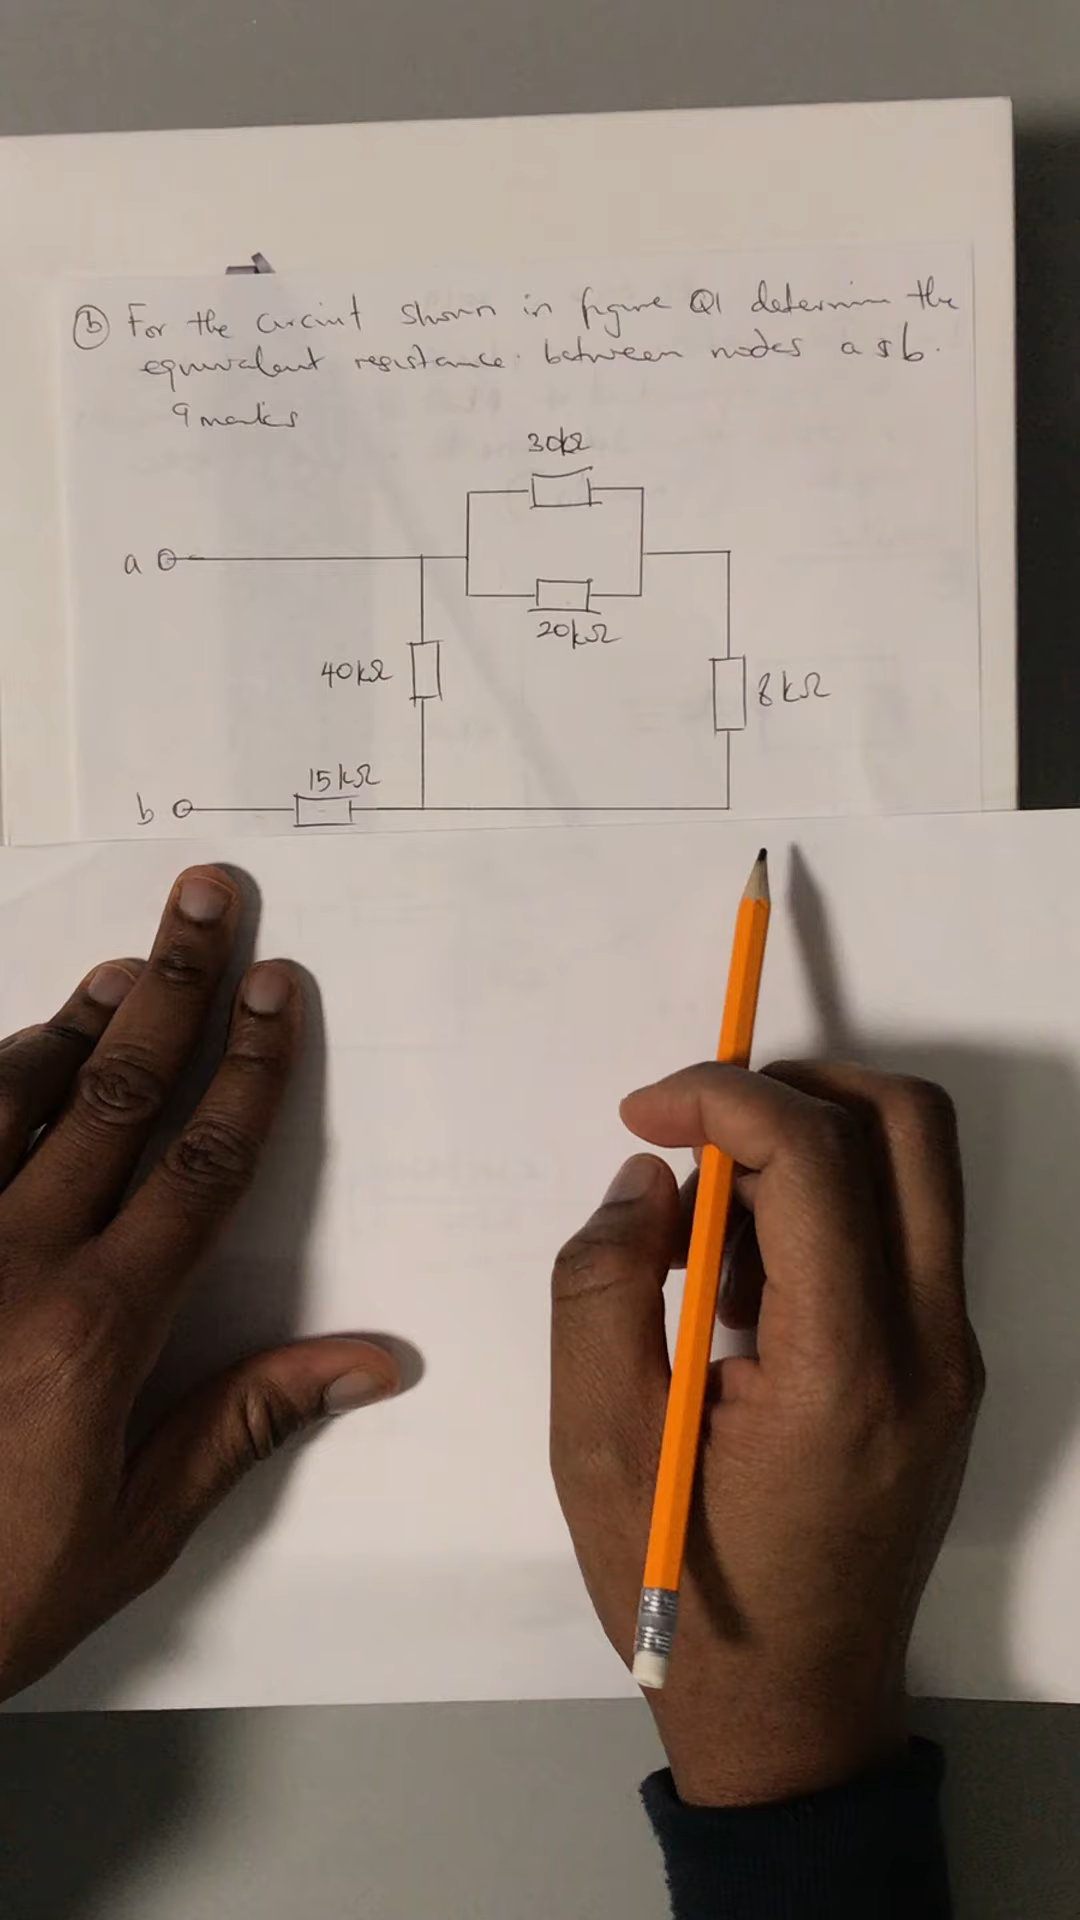 b For the circuit shown in figure Q1 determine the
equivalent resistance between nodes a & b.
9 marks
30kΩ
a
20kΩ
40kΩ
8kΩ
15kΩ
b